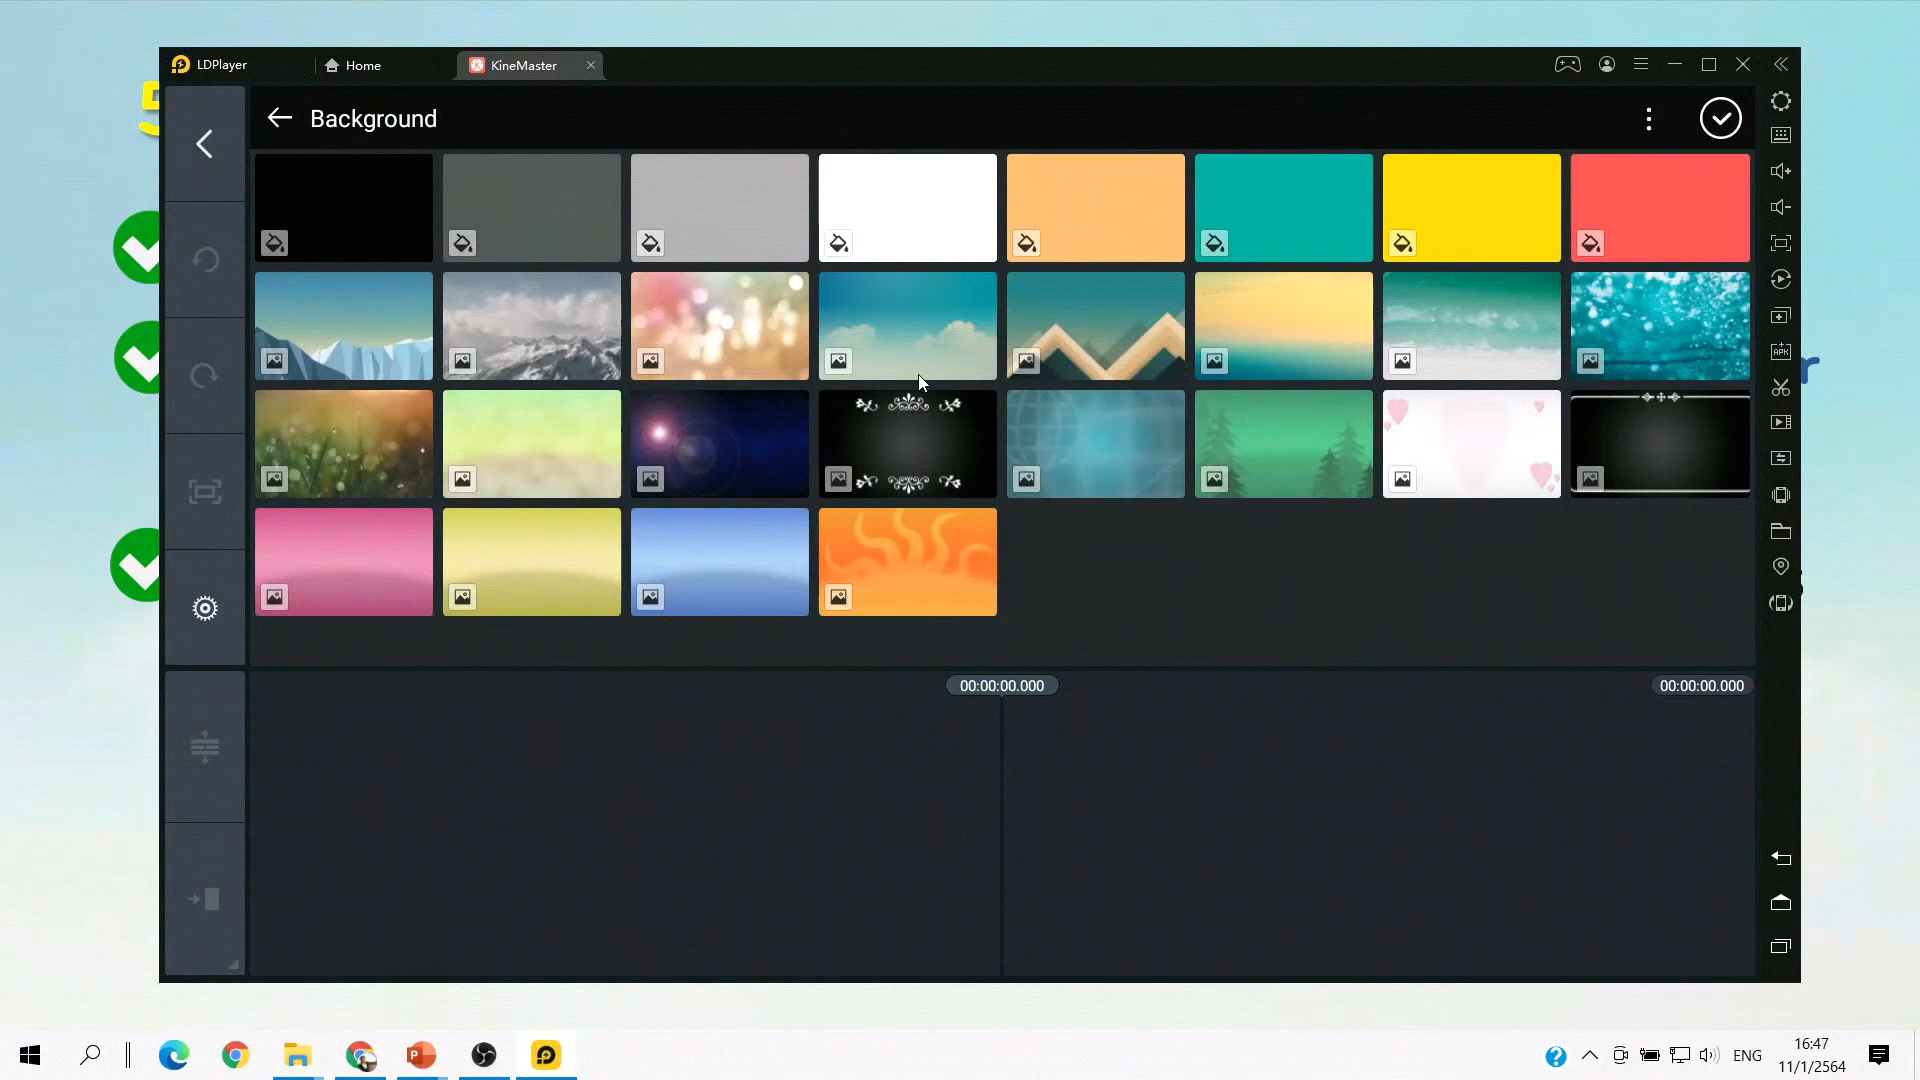 LDPlayer
Home
KineMaster
Background
00:00:00.000
00:00:00.000
ENG
16:47
11/1/2564